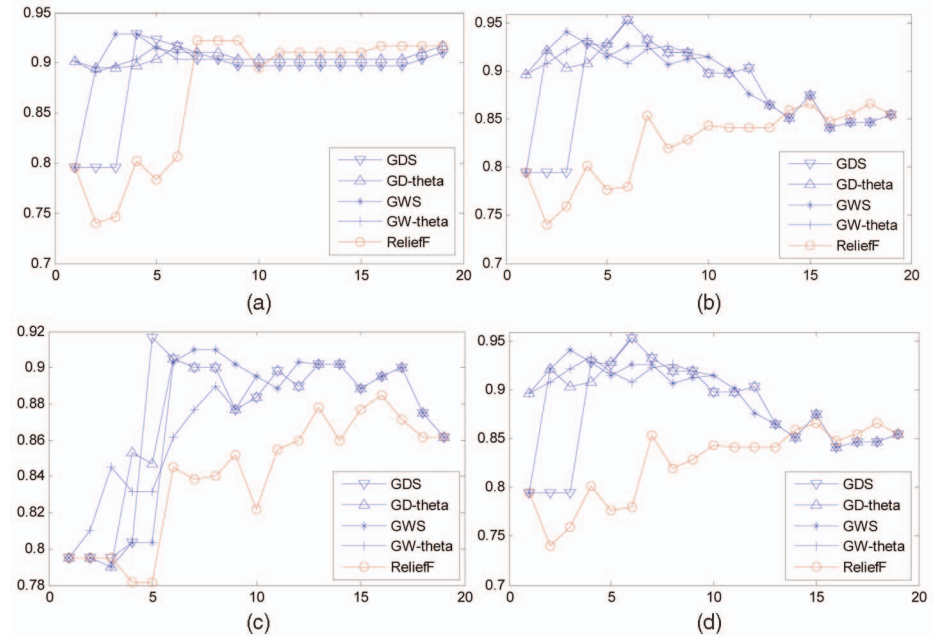 0.95
0.9
0.85
0.8
0.75
0.7
0 5 10 15 20
GDS
GD-theta
GWS
GW-theta
ReliefF
(a)
0.95
0.9
0.85
0.8
0.75
0.7
0 5 10 15 20
GDS
GD-theta
GWS
GW-theta
ReliefF
(b)
0.92
0.9
0.88
0.86
0.84
0.82
0.8
0.78
0 5 10 15 20
GDS
GD-theta
GWS
GW-theta
ReliefF
(c)
0.95
0.9
0.85
0.8
0.75
0.7
0 5 10 15 20
GDS
GD-theta
GWS
GW-theta
ReliefF
(d)